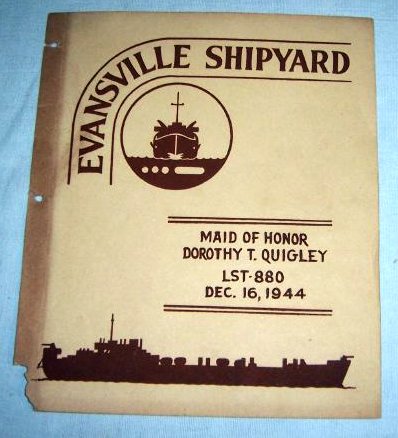 EVANSVILLE SHIPYARD
MAID OF HONOR
DOROTHY T. QUIGLEY
LST-880
DEC. 16, 1944